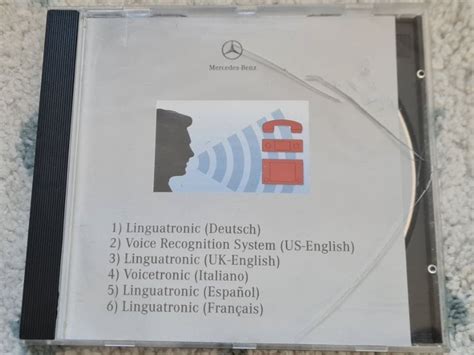 Mercedes-Benz
1) Linguatronic (Deutsch)
2) Voice Recognition System (US-English)
3) Linguatronic (UK-English)
4) Voicetronic (Italiano)
5) Linguatronic (Español)
6) Linguatronic (Français)